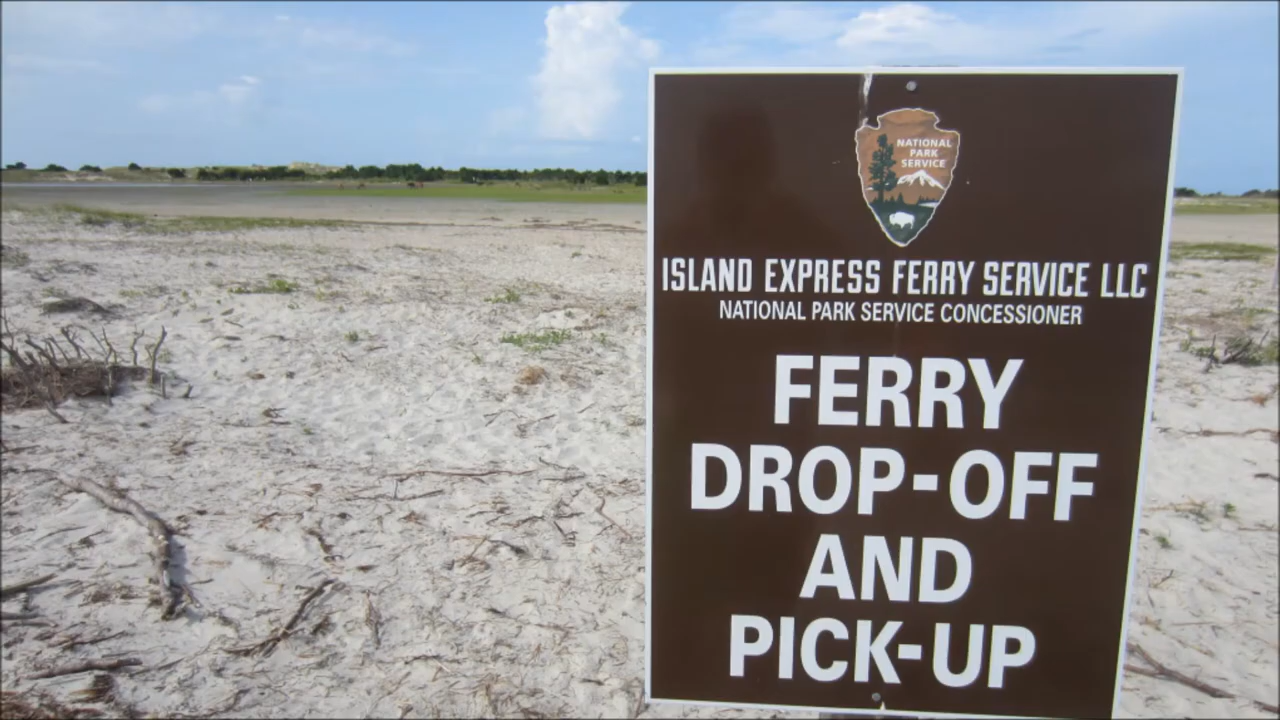 NATIONAL
PARK
SERVICE
ISLAND EXPRESS FERRY SERVICE LLC
NATIONAL PARK SERVICE CONCESSIONER
FERRY
DROP-OFF
AND
PICK-UP